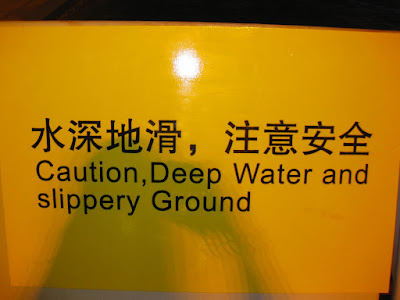 水深地滑，注意安全
Caution,Deep Water and
slippery Ground